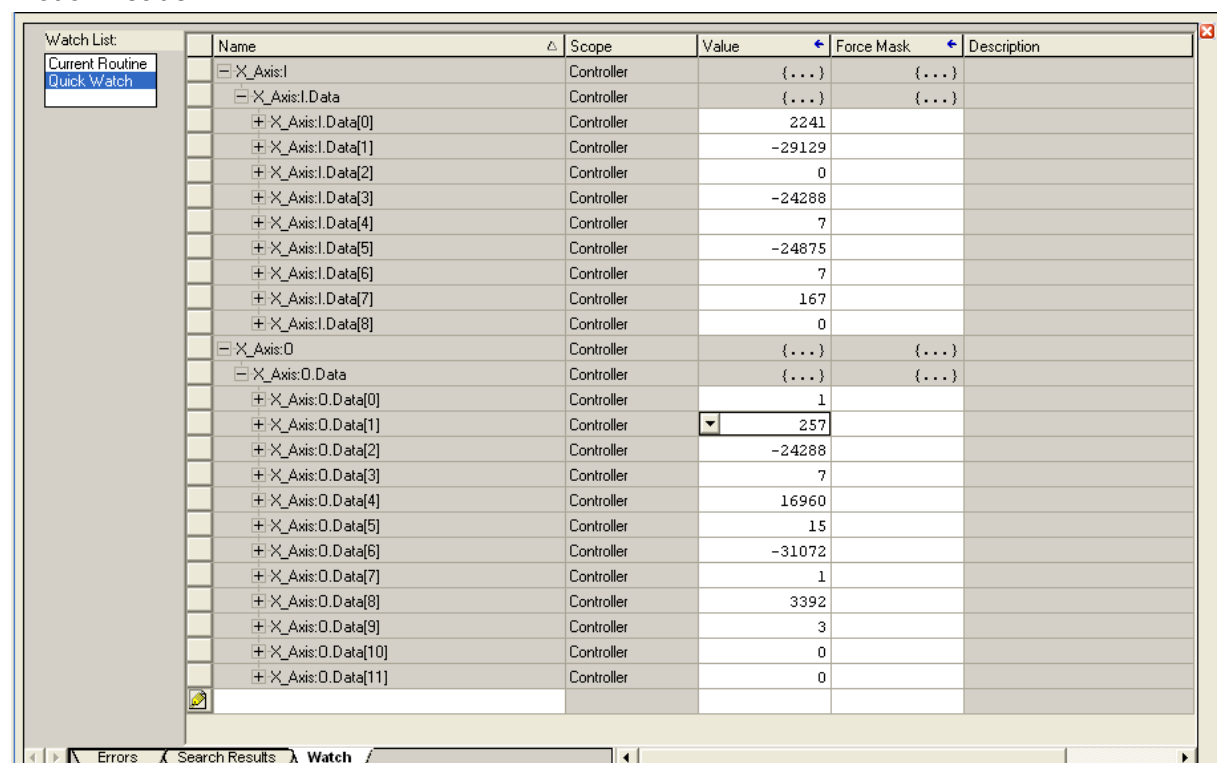 Watch List:
Current Routine
Quick Watch
Name Scope Value Force Mask Description
X_Axis:I Controller {...} {...}
X_Axis:I.Data Controller {...} {...}
X_Axis:I.Data[0] Controller 2241
X_Axis:I.Data[1] Controller -29129
X_Axis:I.Data[2] Controller 0
X_Axis:I.Data[3] Controller -24288
X_Axis:I.Data[4] Controller 7
X_Axis:I.Data[5] Controller -24875
X_Axis:I.Data[6] Controller 7
X_Axis:I.Data[7] Controller 167
X_Axis:I.Data[8] Controller 0
X_Axis:O Controller {...} {...}
X_Axis:O.Data Controller {...} {...}
X_Axis:O.Data[0] Controller 1
X_Axis:O.Data[1] Controller 257
X_Axis:O.Data[2] Controller -24288
X_Axis:O.Data[3] Controller 7
X_Axis:O.Data[4] Controller 16960
X_Axis:O.Data[5] Controller 15
X_Axis:O.Data[6] Controller -31072
X_Axis:O.Data[7] Controller 1
X_Axis:O.Data[8] Controller 3392
X_Axis:O.Data[9] Controller 3
X_Axis:O.Data[10] Controller 0
X_Axis:O.Data[11] Controller 0
Errors Search Results Watch